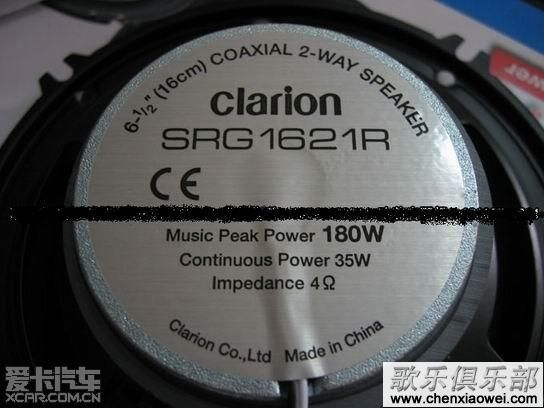 6-1/2" (16cm) COAXIAL 2-WAY SPEAKER
clarion
SRG1621R
CE
Music Peak Power 180W
Continuous Power 35W
Impedance 4Ω
Clarion Co.,Ltd Made in China
爱卡汽车
XCAR.COM.CN
歌乐俱乐部
www.chenxiaowei.com